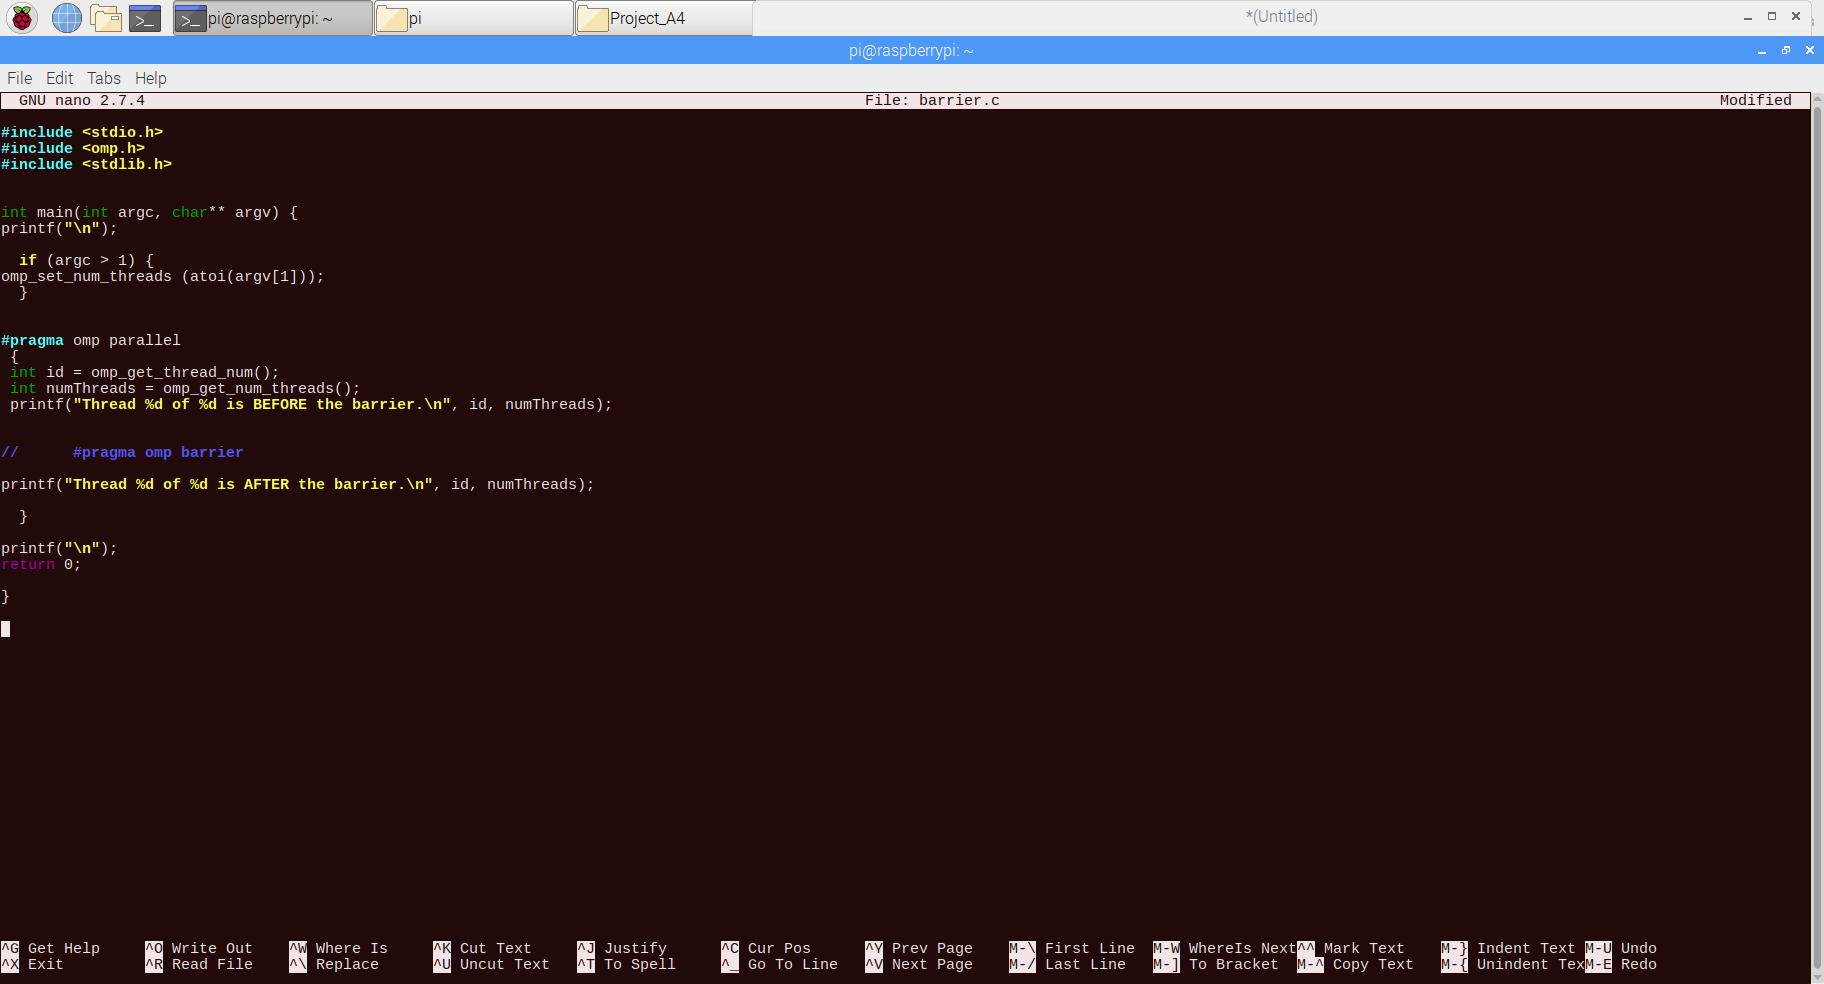 pi@raspberrypi: ~ pi Project_A4 *(Untitled)
pi@raspberrypi: ~
File Edit Tabs Help
GNU nano 2.7.4 File: barrier.c Modified
#include <stdio.h>
#include <omp.h>
#include <stdlib.h>
int main(int argc, char** argv) {
printf("\n");
if (argc > 1) {
omp_set_num_threads (atoi(argv[1]));
}
#pragma omp parallel
{
int id = omp_get_thread_num();
int numThreads = omp_get_num_threads();
printf("Thread %d of %d is BEFORE the barrier.\n", id, numThreads);
// #pragma omp barrier
printf("Thread %d of %d is AFTER the barrier.\n", id, numThreads);
}
printf("\n");
return 0;
}
^G Get Help ^O Write Out ^W Where Is ^K Cut Text ^J Justify ^C Cur Pos ^Y Prev Page M-\ First Line M-W WhereIs Next ^^ Mark Text M-} Indent Text M-U Undo
^X Exit ^R Read File ^\ Replace ^U Uncut Text ^T To Spell ^_ Go To Line ^V Next Page M-/ Last Line M-] To Bracket M-^ Copy Text M-{ Unindent Tex M-E Redo